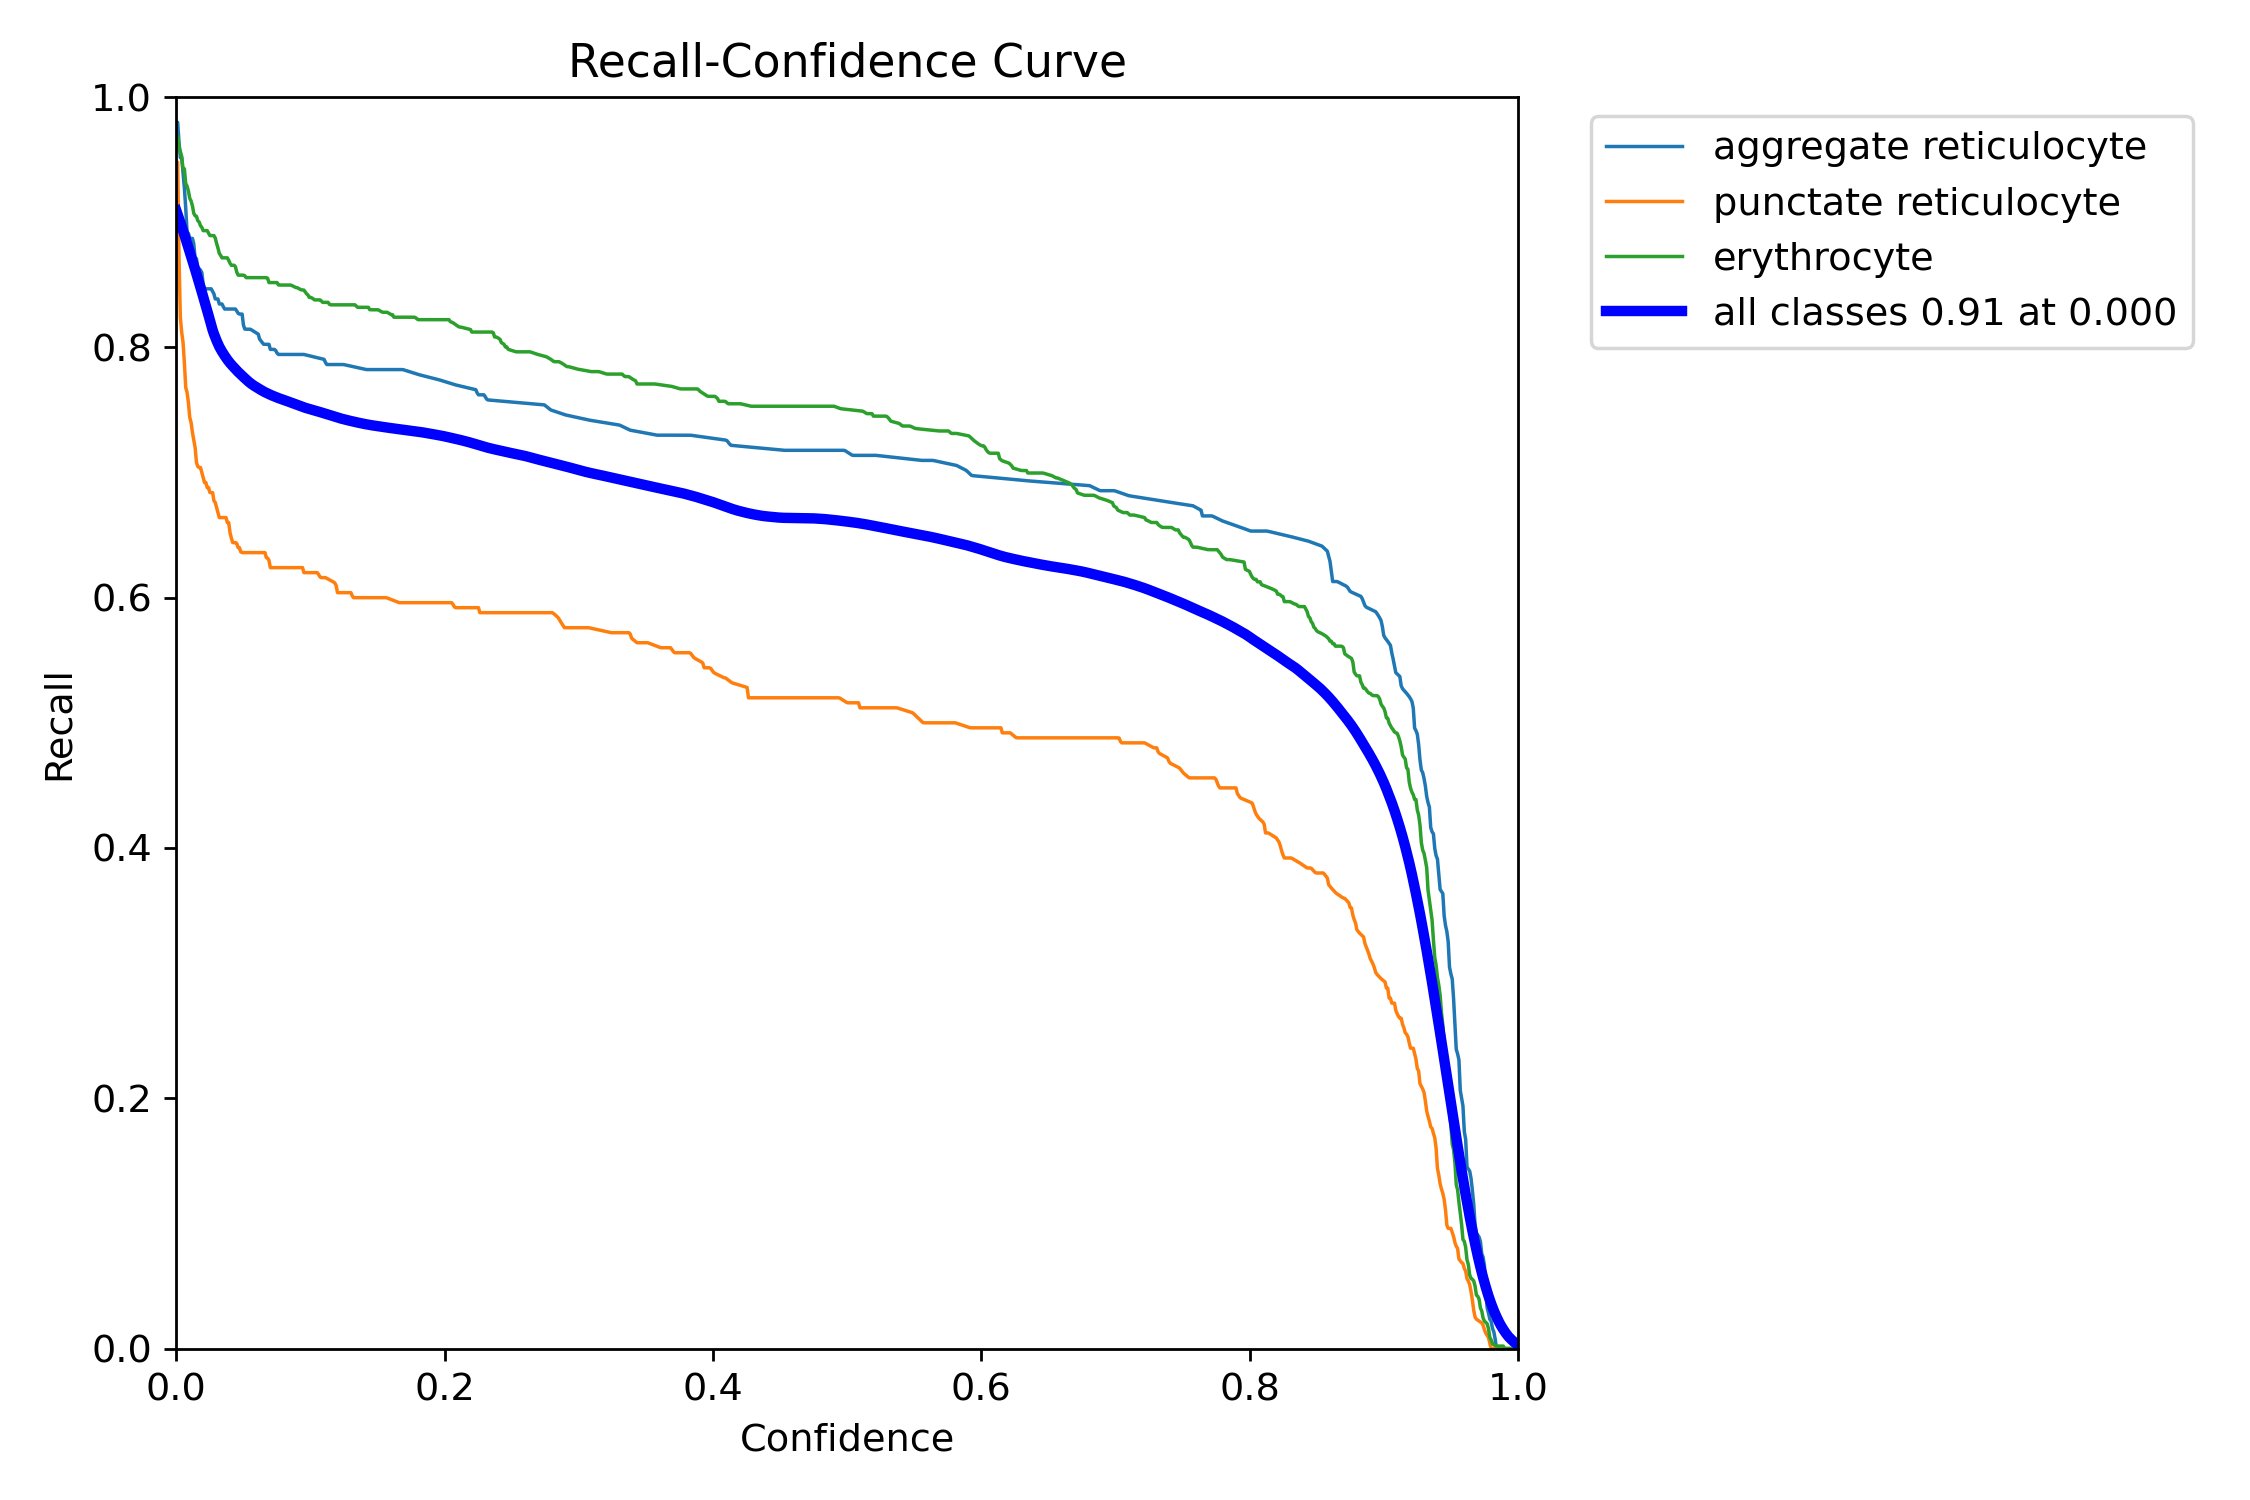 Recall-Confidence Curve
1.0
0.8
0.6
0.4
0.2
0.0
Recall
0.0 0.2 0.4 0.6 0.8 1.0
Confidence
aggregate reticulocyte
punctate reticulocyte
erythrocyte
all classes 0.91 at 0.000